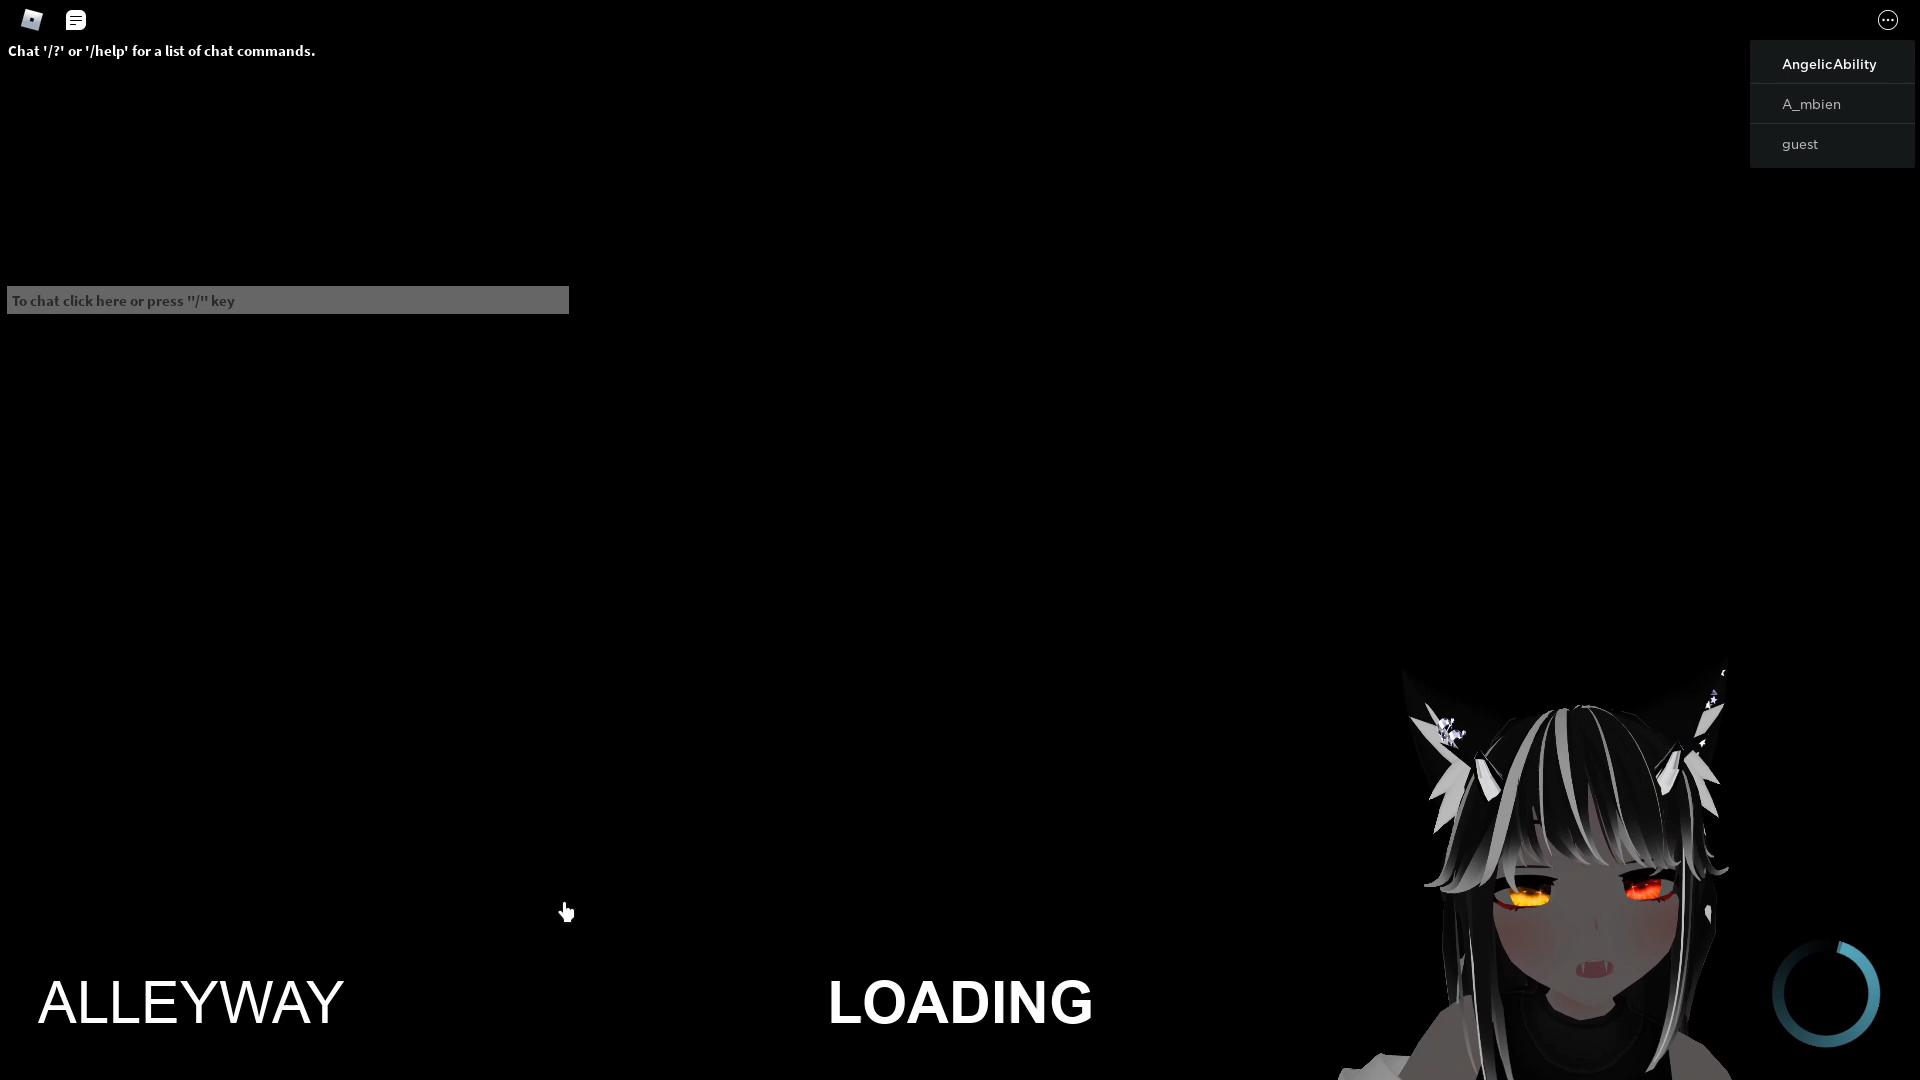 Chat '/?' or '/help' for a list of chat commands.
AngelicAbility
A_mbien
guest
To chat click here or press "/" key
ALLEYWAY
LOADING